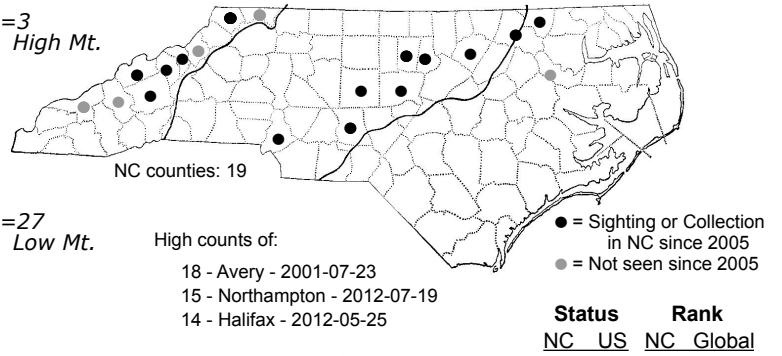 =3
High Mt.
NC counties: 19
=27
Low Mt.
High counts of:
18 - Avery - 2001-07-23
15 - Northampton - 2012-07-19
14 - Halifax - 2012-05-25
= Sighting or Collection
in NC since 2005
= Not seen since 2005
Status Rank
NC US NC Global